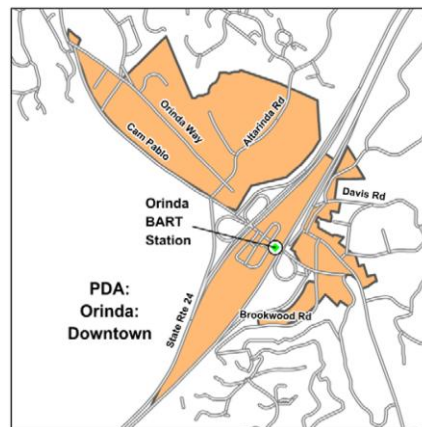 Orinda Way
Altarinda Rd
Cam Pablo
Orinda
BART
Station
Davis Rd
PDA:
Orinda:
Downtown
State Rte 24
Brookwood Rd